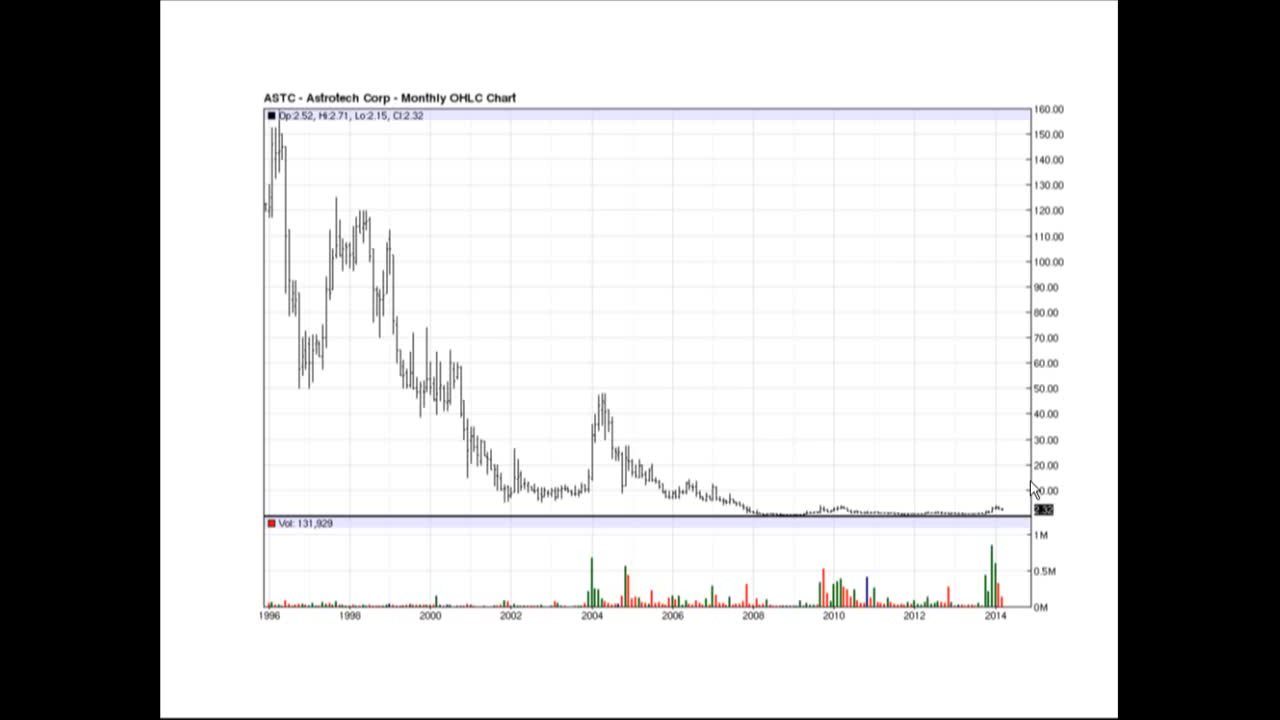 ASTC - Astrotech Corp - Monthly OHLC Chart
Op:2.52, Hi:2.71, Lo:2.15, Cl:2.32
160.00
150.00
140.00
130.00
120.00
110.00
100.00
90.00
80.00
70.00
60.00
50.00
40.00
30.00
20.00
2.32
Vol: 131,929
1M
0.5M
0M
1996 1998 2000 2002 2004 2006 2008 2010 2012 2014